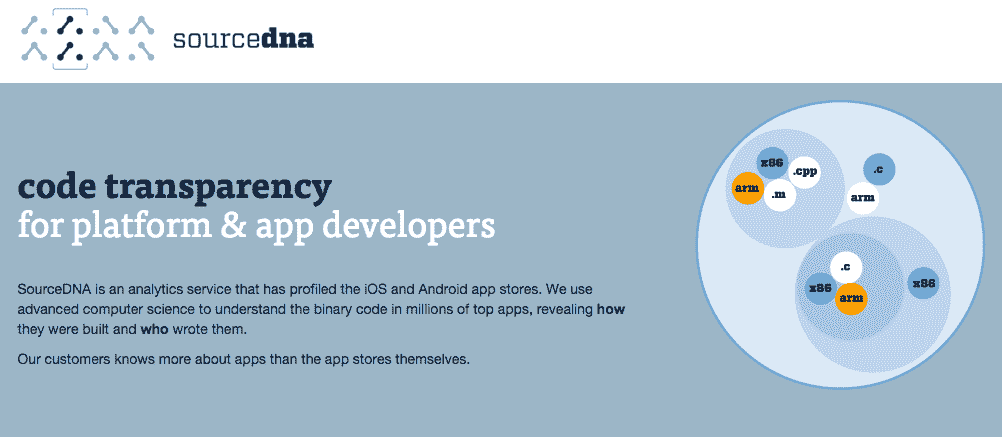 sourcedna
code transparency
for platform & app developers
SourceDNA is an analytics service that has profiled the iOS and Android app stores. We use
advanced computer science to understand the binary code in millions of top apps, revealing how
they were built and who wrote them.
Our customers knows more about apps than the app stores themselves.
x86
.cpp
arm
.m
.c
arm
.c
x86
arm
x86